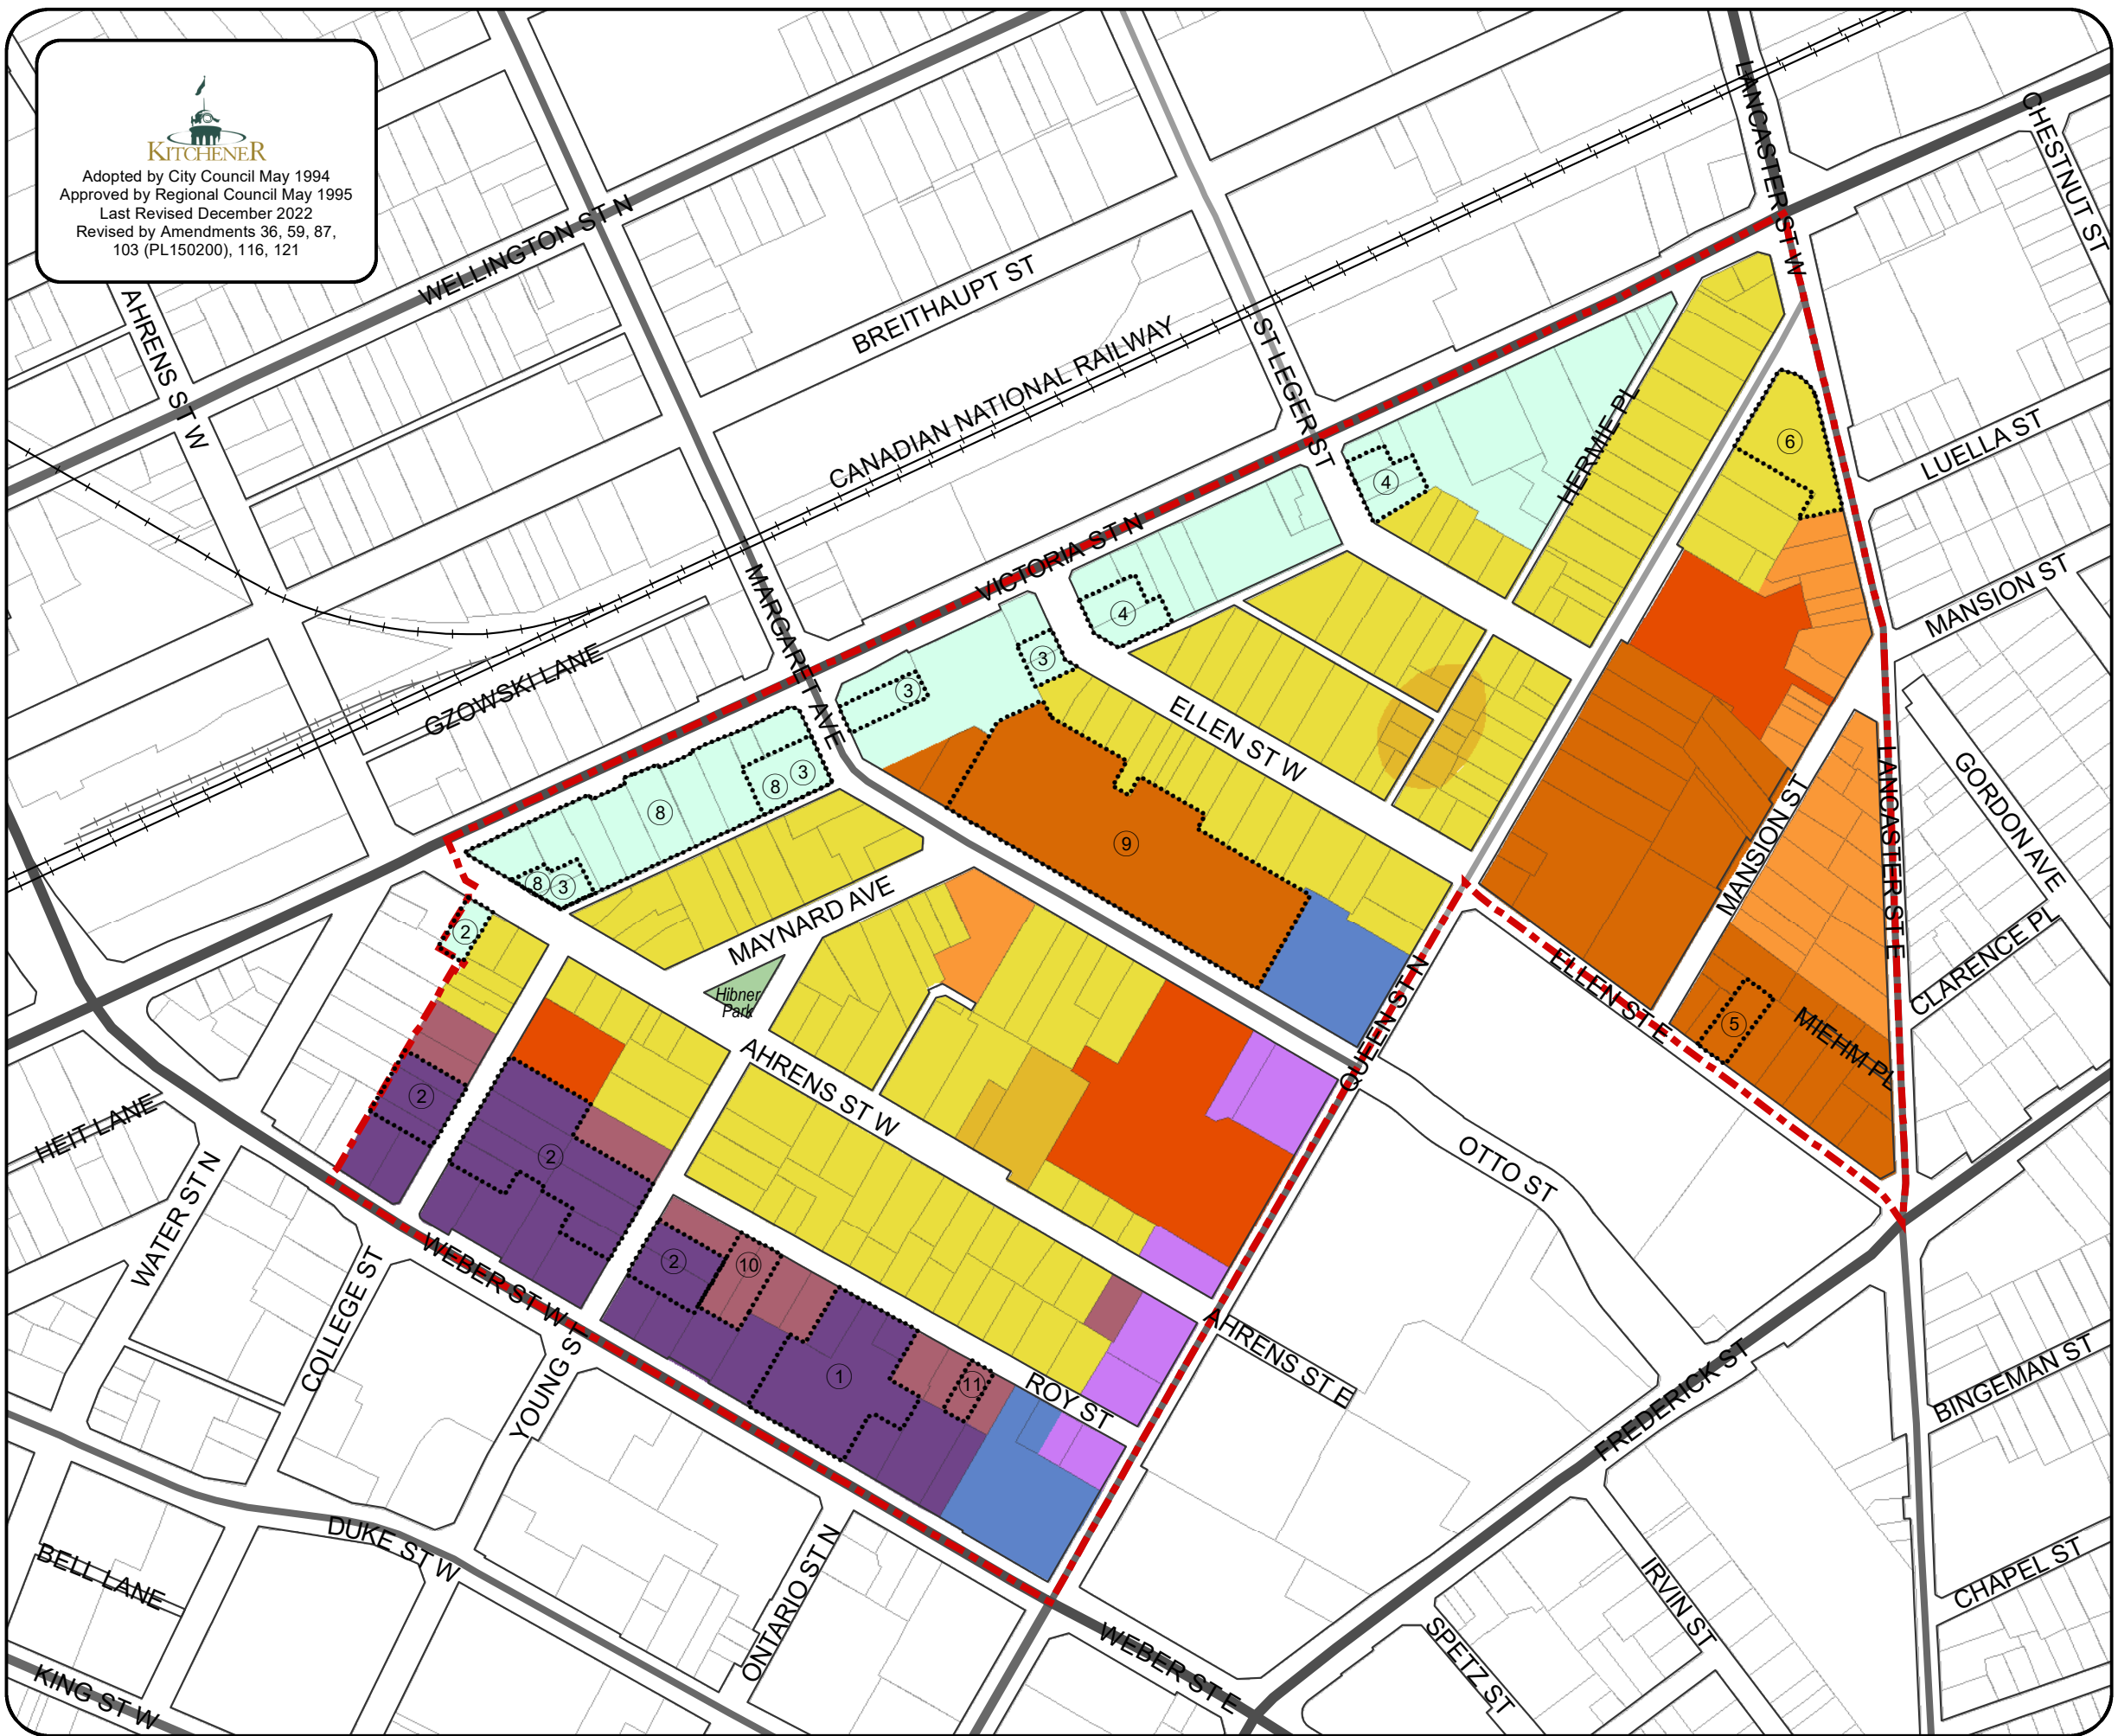 KITCHENER
Adopted by City Council May 1994
Approved by Regional Council May 1995
Last Revised December 2022
Revised by Amendments 36, 59, 87,
103 (PL150200), 116, 121
LANCASTER ST W
CHESTNUT ST
WELLINGTON ST N
AHRENS ST W
BREITHAUPT ST
CANADIAN NATIONAL RAILWAY
ST LEGER ST
HERMIE PL
LUELLA ST
6
4
VICTORIA ST N
MARGARET AVE
MANSION ST
4
3
3
GZOWSKI LANE
ELLEN ST W
8
3
8
9
GORDON AVE
LANCASTER ST E
MANSION ST
8
3
2
MAYNARD AVE
CLARENCE PL
Hibner
Park
QUEEN ST N
ELLEN ST E
5
MIEHM PL
AHRENS ST W
2
HEIT LANE
2
OTTO ST
WATER ST N
COLLEGE ST
WEBER ST W
2
10
YOUNG ST
1
11
ROY ST
AHRENS ST E
FREDERICK ST
BINGEMAN ST
DUKE ST W
BELL LANE
ONTARIO ST N
IRVIN ST
CHAPEL ST
SPETZ ST
WEBER ST E
KING ST W